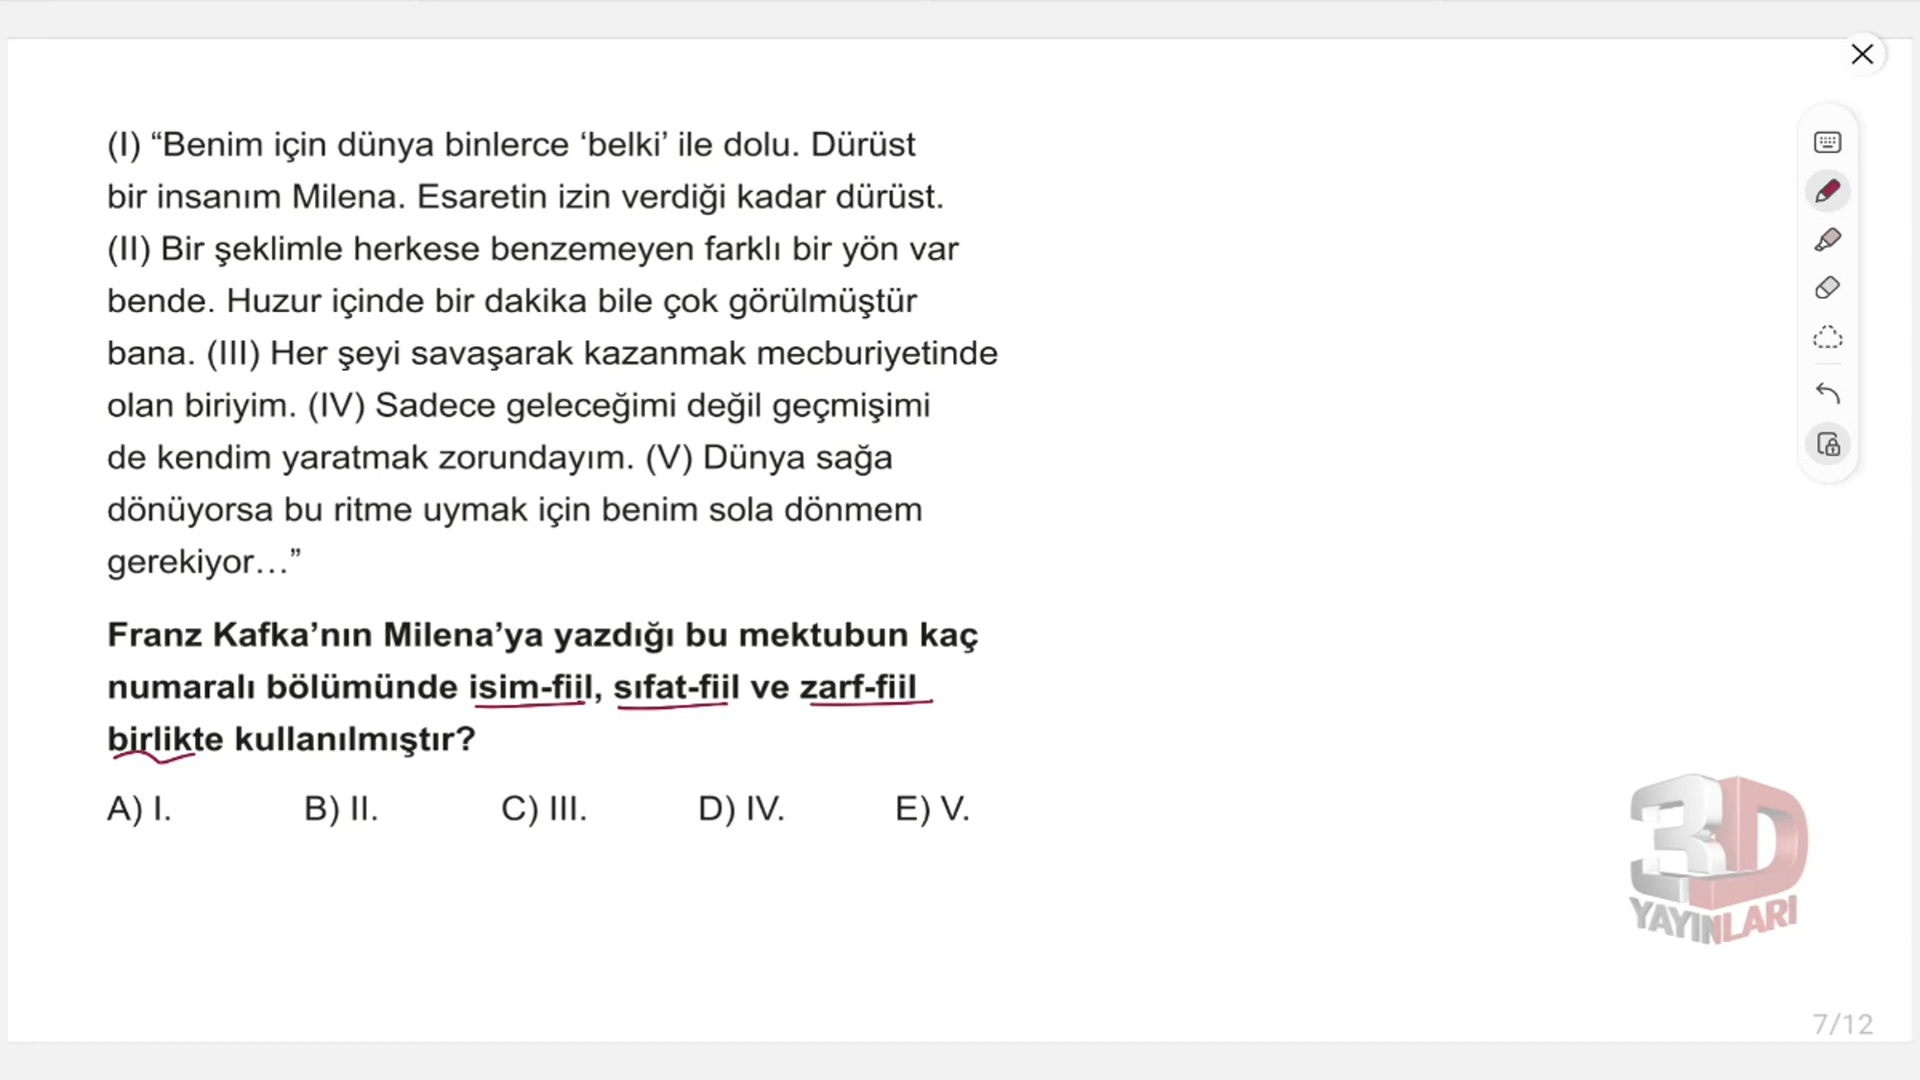 (I) “Benim için dünya binlerce ‘belki’ ile dolu. Dürüst
bir insanım Milena. Esaretin izin verdiği kadar dürüst.
(II) Bir şeklimle herkese benzemeyen farklı bir yön var
bende. Huzur içinde bir dakika bile çok görülmüştür
bana. (III) Her şeyi savaşarak kazanmak mecburiyetinde
olan biriyim. (IV) Sadece geleceğimi değil geçmişimi
de kendim yaratmak zorundayım. (V) Dünya sağa
dönüyorsa bu ritme uymak için benim sola dönmem
gerekiyor…”
Franz Kafka’nın Milena’ya yazdığı bu mektubun kaç
numaralı bölümünde isim-fiil, sıfat-fiil ve zarf-fiil
birlikte kullanılmıştır?
A) I. B) II. C) III. D) IV. E) V.
3D
YAYINLARI
7/12